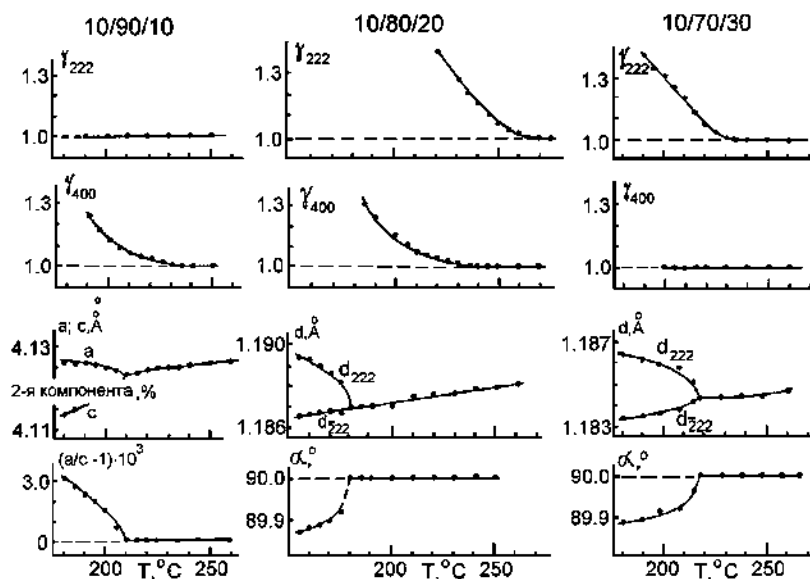 10/90/10 10/80/20 10/70/30
γ222 γ222 γ222
1.3 1.3 1.3
1.0 1.0 1.0
γ400 γ400 γ400
1.3 1.3 1.3
1.0 1.0 1.0
a; c,Å d,Å d,Å
4.13 a 1.190 d222 1.187 d222
2-я компонента,%
c
4.11 1.186 d2̄22 1.183 d2̄22
(a/c -1)·10³ α,° α,°
3.0 90.0 90.0
0 89.9 89.9
200 250 200 250 200 250
T,°C T,°C T,°C